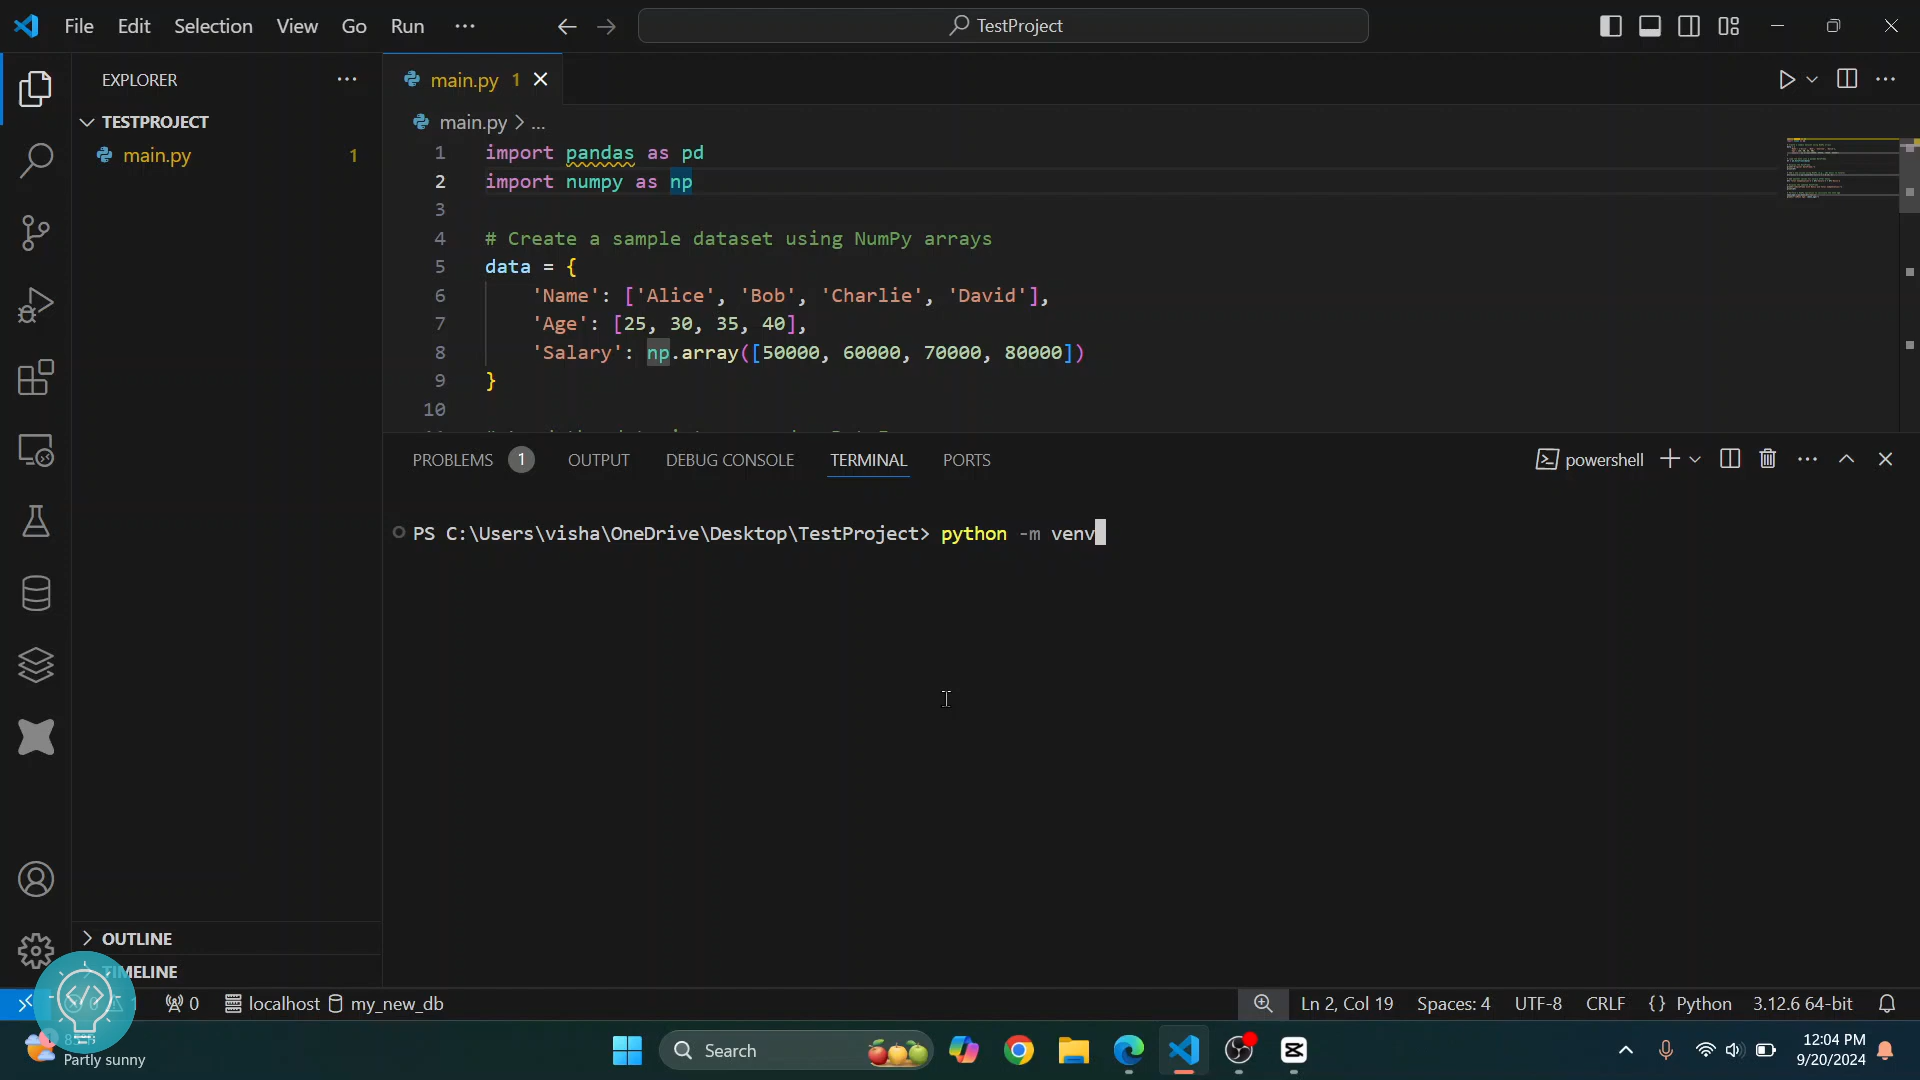 File Edit Selection View Go Run ...
TestProject
EXPLORER
TESTPROJECT
main.py 1
main.py 1
main.py > ...
1 import pandas as pd
2 import numpy as np
3
4 # Create a sample dataset using NumPy arrays
5 data = {
6 'Name': ['Alice', 'Bob', 'Charlie', 'David'],
7 'Age': [25, 30, 35, 40],
8 'Salary': np.array([50000, 60000, 70000, 80000])
9 }
10
PROBLEMS 1 OUTPUT DEBUG CONSOLE TERMINAL PORTS
powershell
PS C:\Users\visha\OneDrive\Desktop\TestProject> python -m venv
OUTLINE
TIMELINE
0 localhost my_new_db
Ln 2, Col 19 Spaces: 4 UTF-8 CRLF {} Python 3.12.6 64-bit
Partly sunny
Search
12:04 PM
9/20/2024